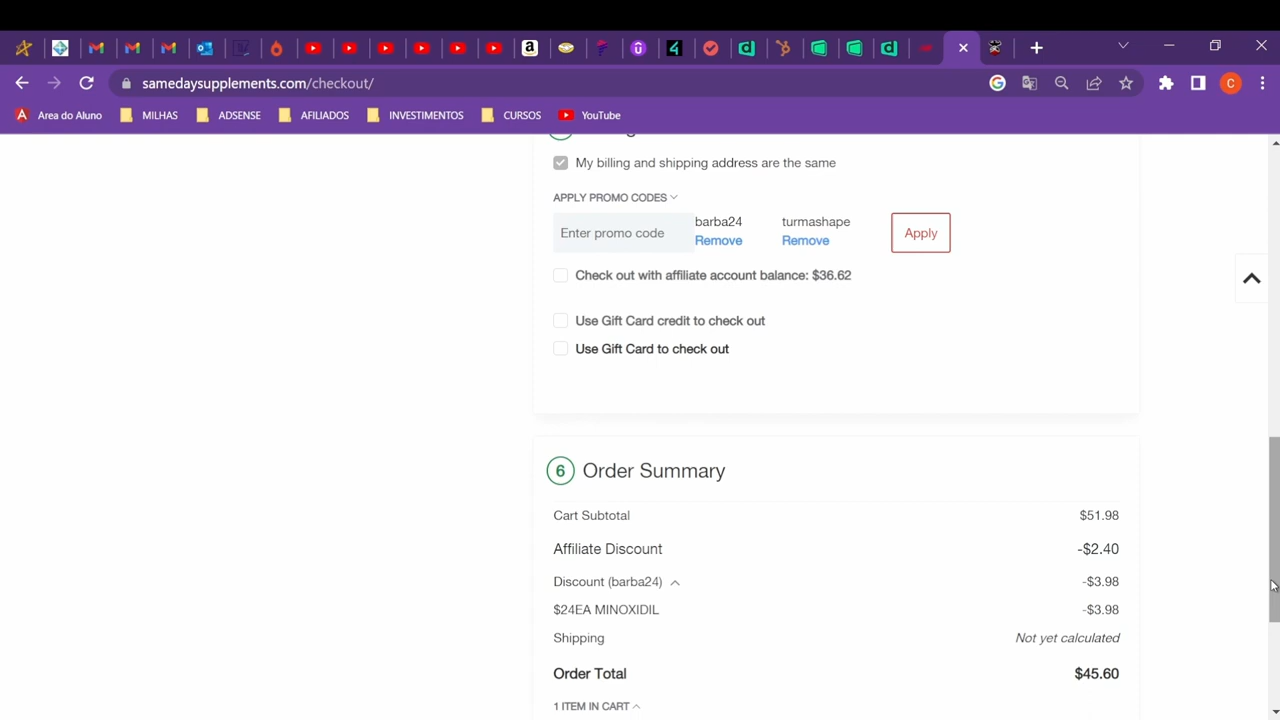 samedaysupplements.com/checkout/
C
Area do Aluno
MILHAS
ADSENSE
AFILIADOS
INVESTIMENTOS
CURSOS
YouTube
My billing and shipping address are the same
APPLY PROMO CODES
Enter promo code
barba24
turmashape
Apply
Remove
Remove
Check out with affiliate account balance: $36.62
Use Gift Card credit to check out
Use Gift Card to check out
6 Order Summary
Cart Subtotal $51.98
Affiliate Discount -$2.40
Discount (barba24) -$3.98
$24EA MINOXIDIL -$3.98
Shipping Not yet calculated
Order Total $45.60
1 ITEM IN CART